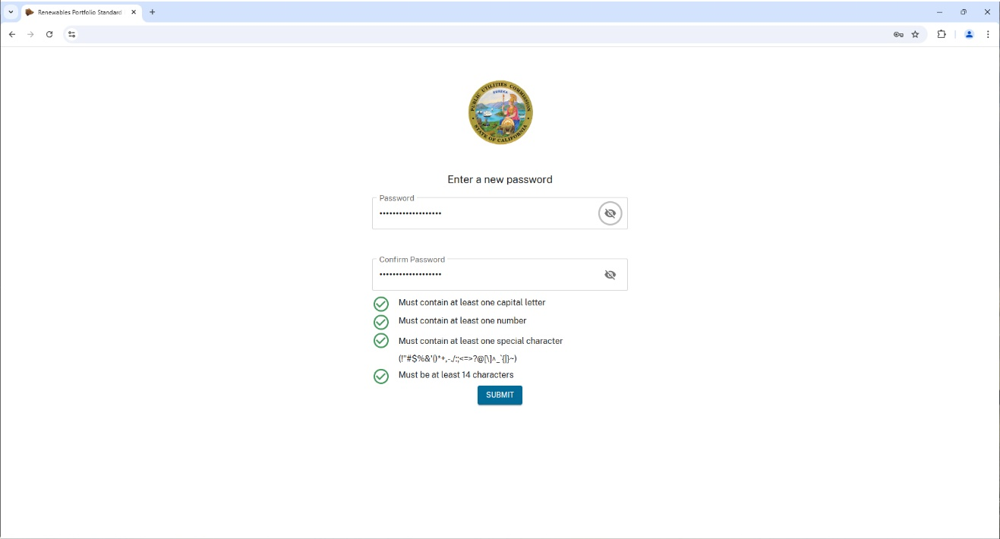 Renewables Portfolio Standard
PUBLIC UTILITIES COMMISSION
EUREKA
STATE OF CALIFORNIA
Enter a new password
Password
•••••••••••••••••••
Confirm Password
•••••••••••••••••••
Must contain at least one capital letter
Must contain at least one number
Must contain at least one special character
(!"#$%&'()*+,-./:;<=>?@[\]^_`{|}~)
Must be at least 14 characters
SUBMIT